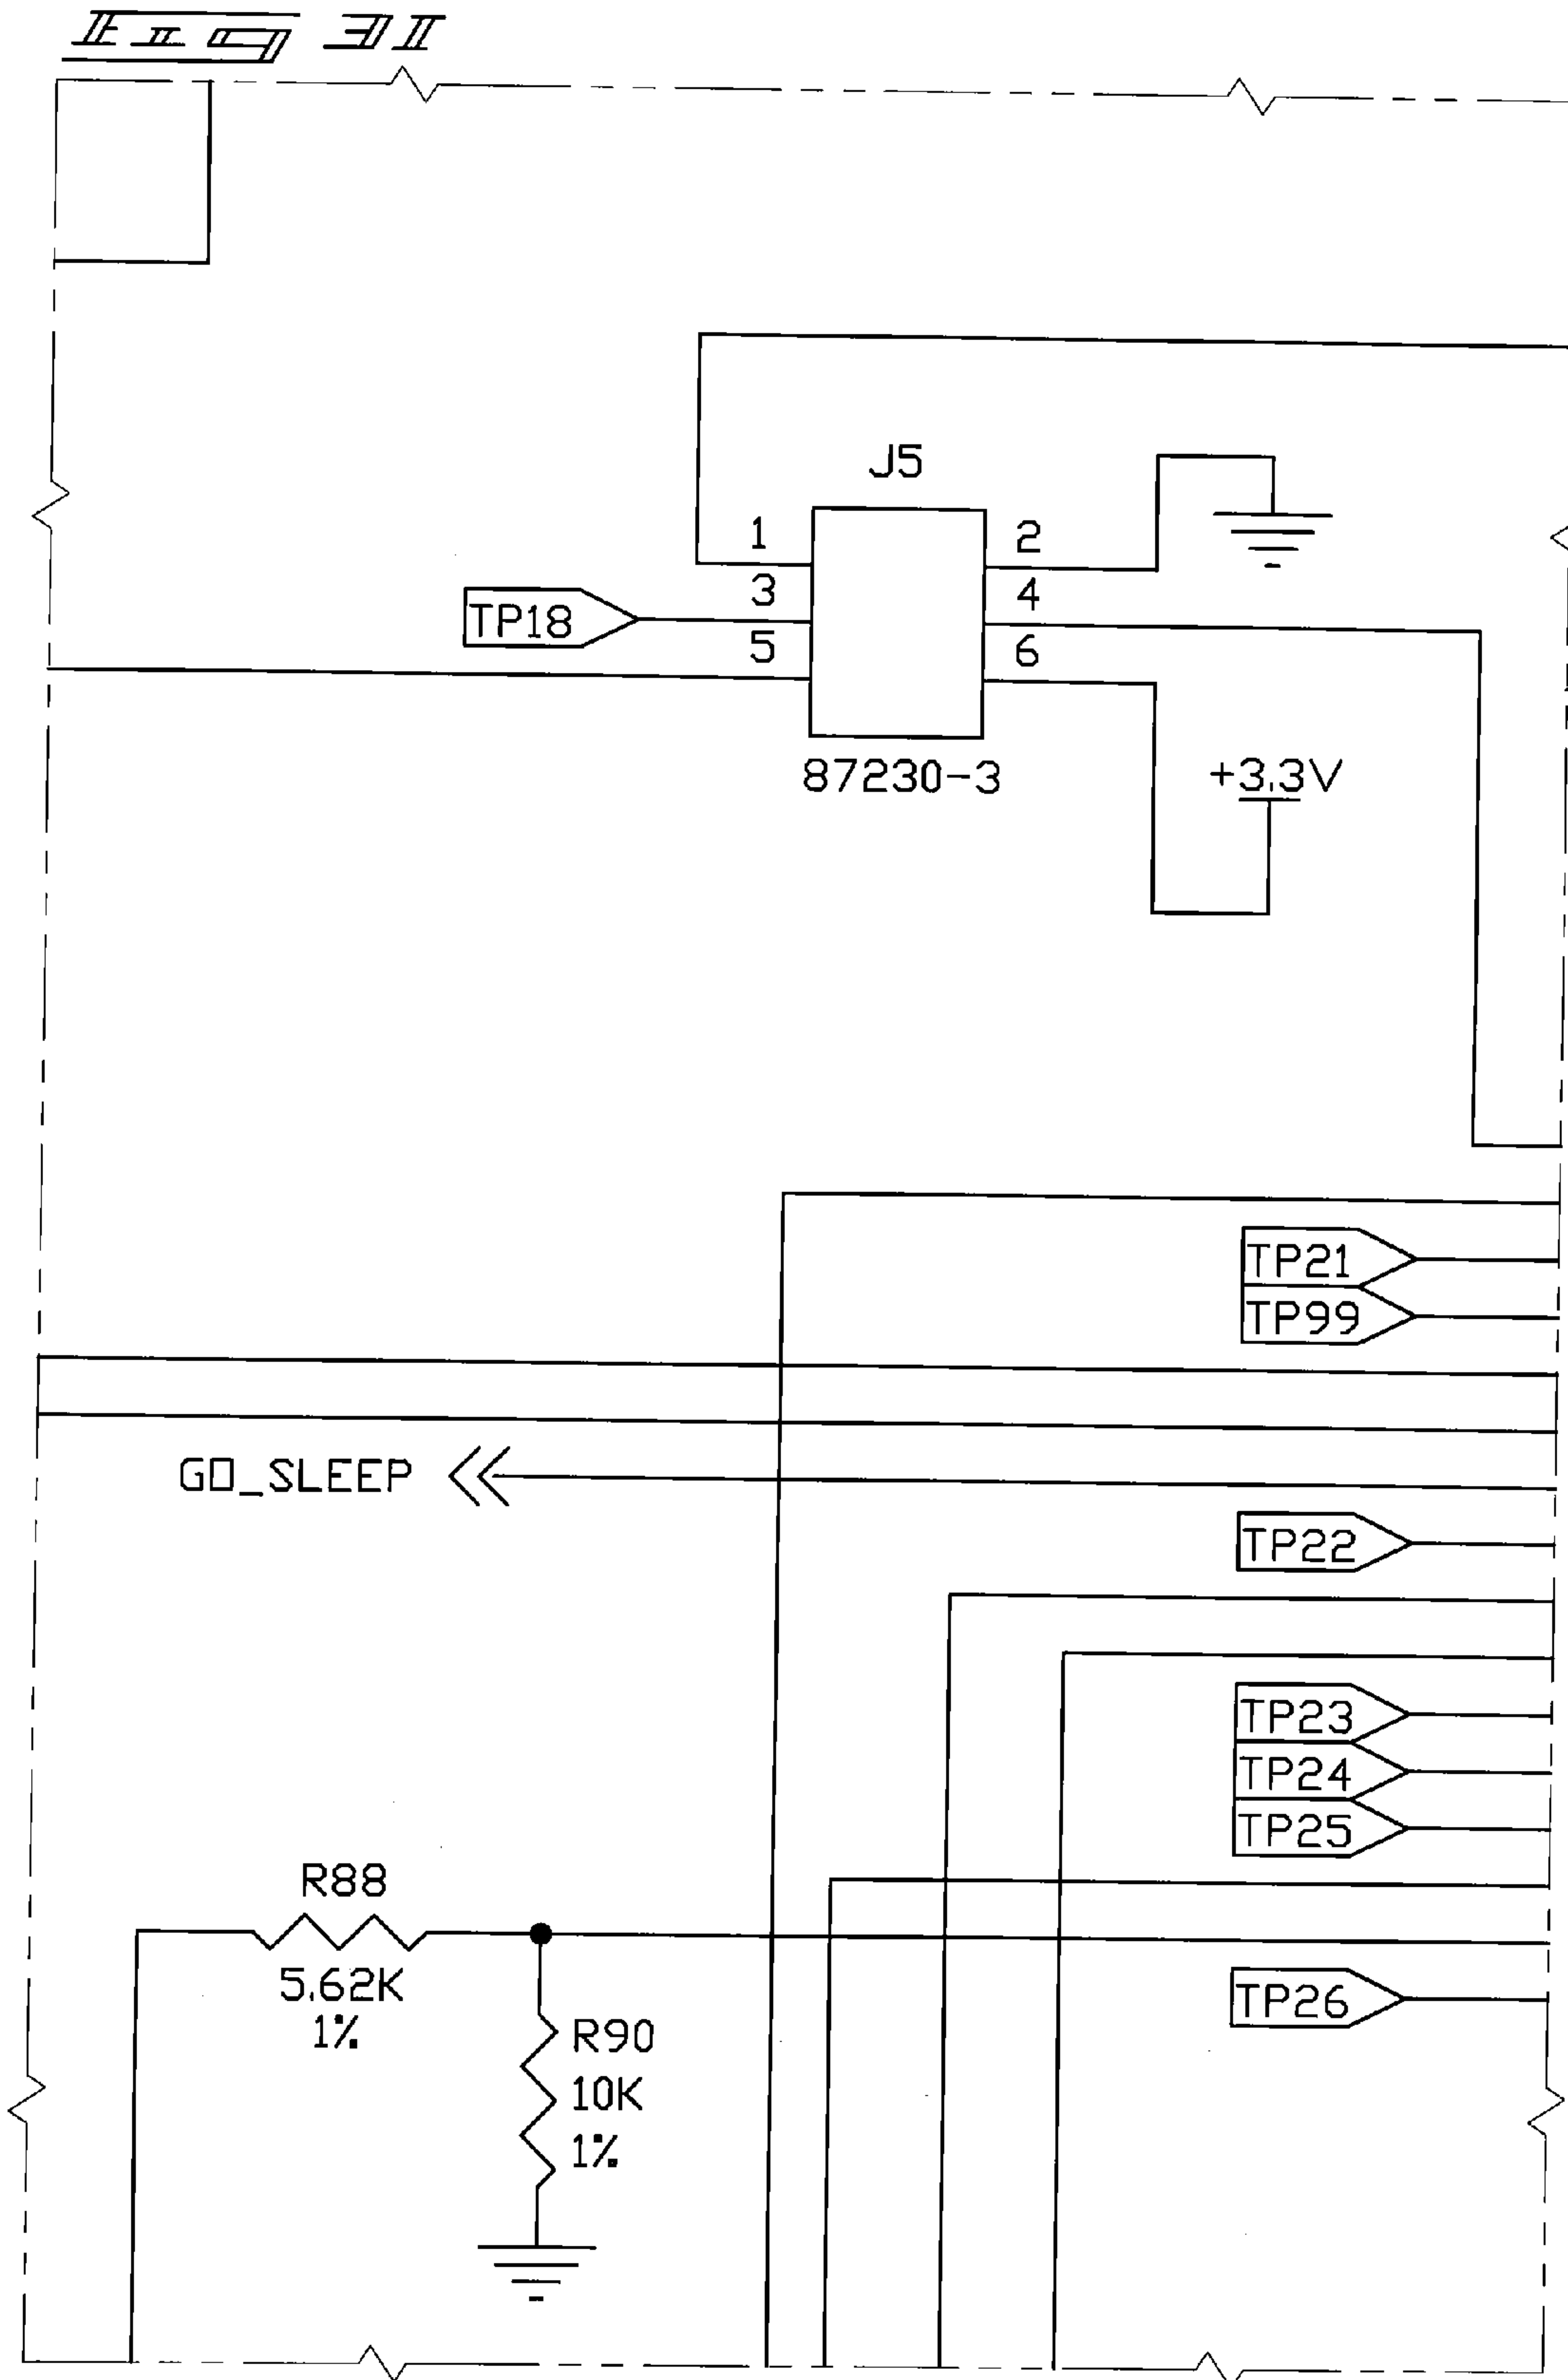 Fig 3I
J5
1
2
3
4
TP18
5
6
87230-3
+3.3V
TP21
TP99
GO_SLEEP
TP22
TP23
TP24
TP25
R88
5.62K
1%
TP26
R90
10K
1%